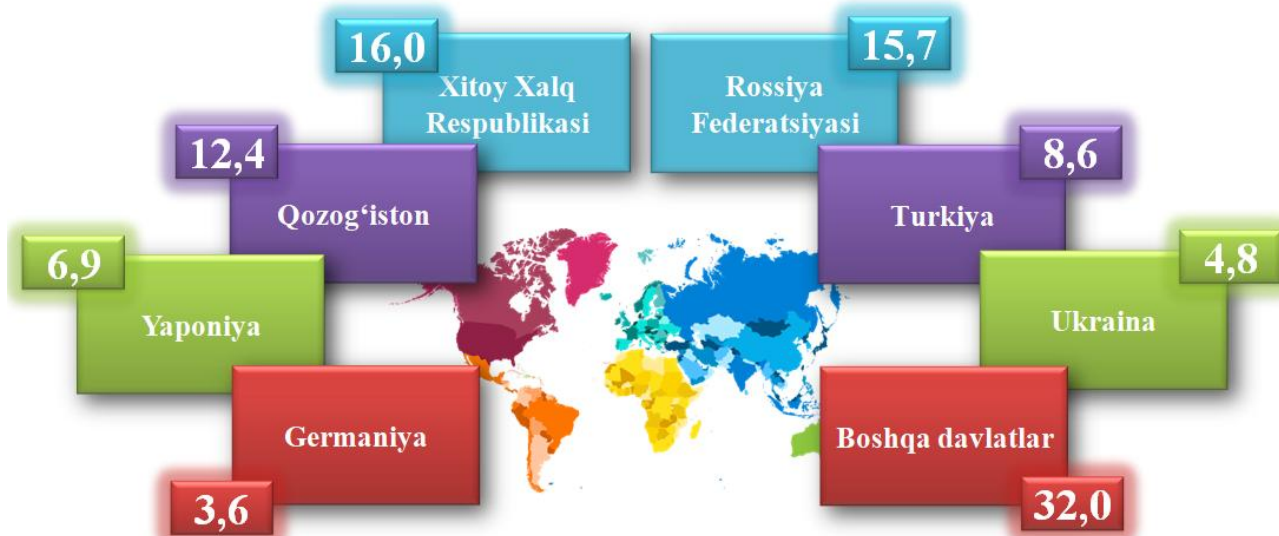 16,0
Xitoy Xalq
Respublikasi
15,7
Rossiya
Federatsiyasi
12,4
Qozog‘iston
8,6
Turkiya
6,9
Yaponiya
4,8
Ukraina
Germaniya
3,6
Boshqa davlatlar
32,0